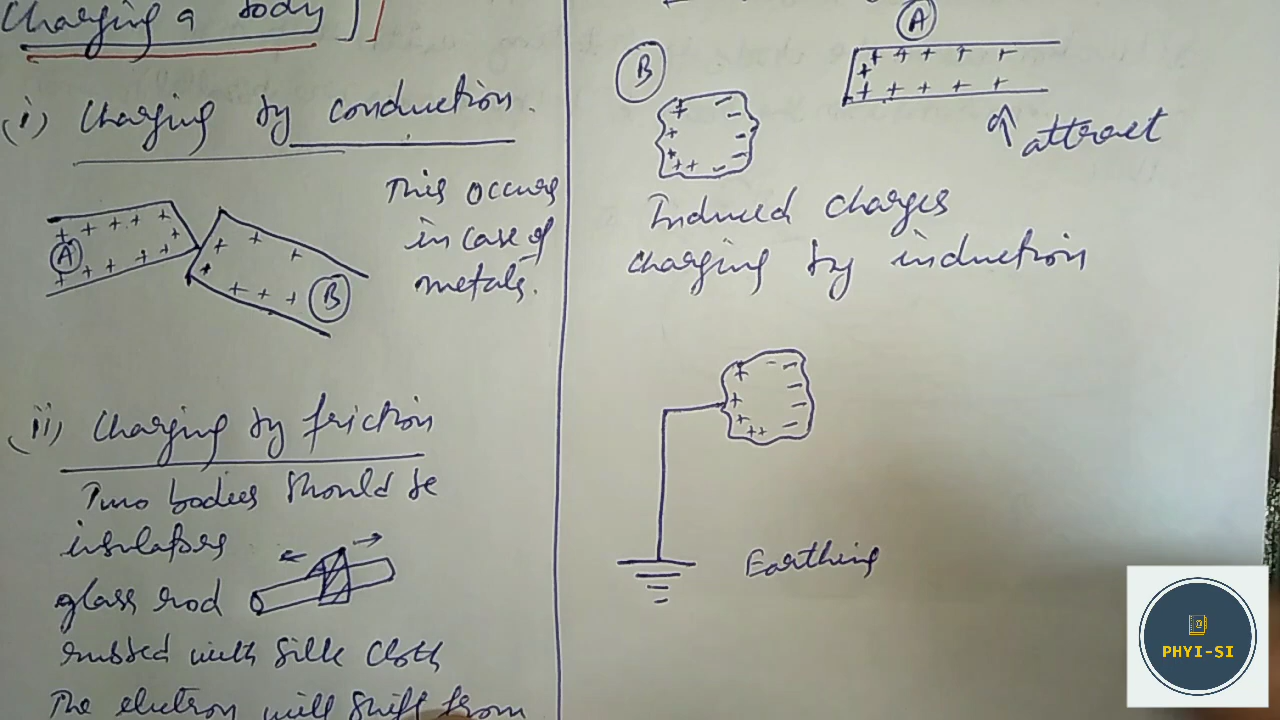 Charging a body
(i) Charging by conduction.
This occurs
in case of
metals.
A
B
(ii) Charging by friction
Two bodies should be
insulators
glass rod
rubbed with silk cloth
The electron will shift from
A
B
attract
Induced charges
charging by induction
Earthing
PHYI-SI